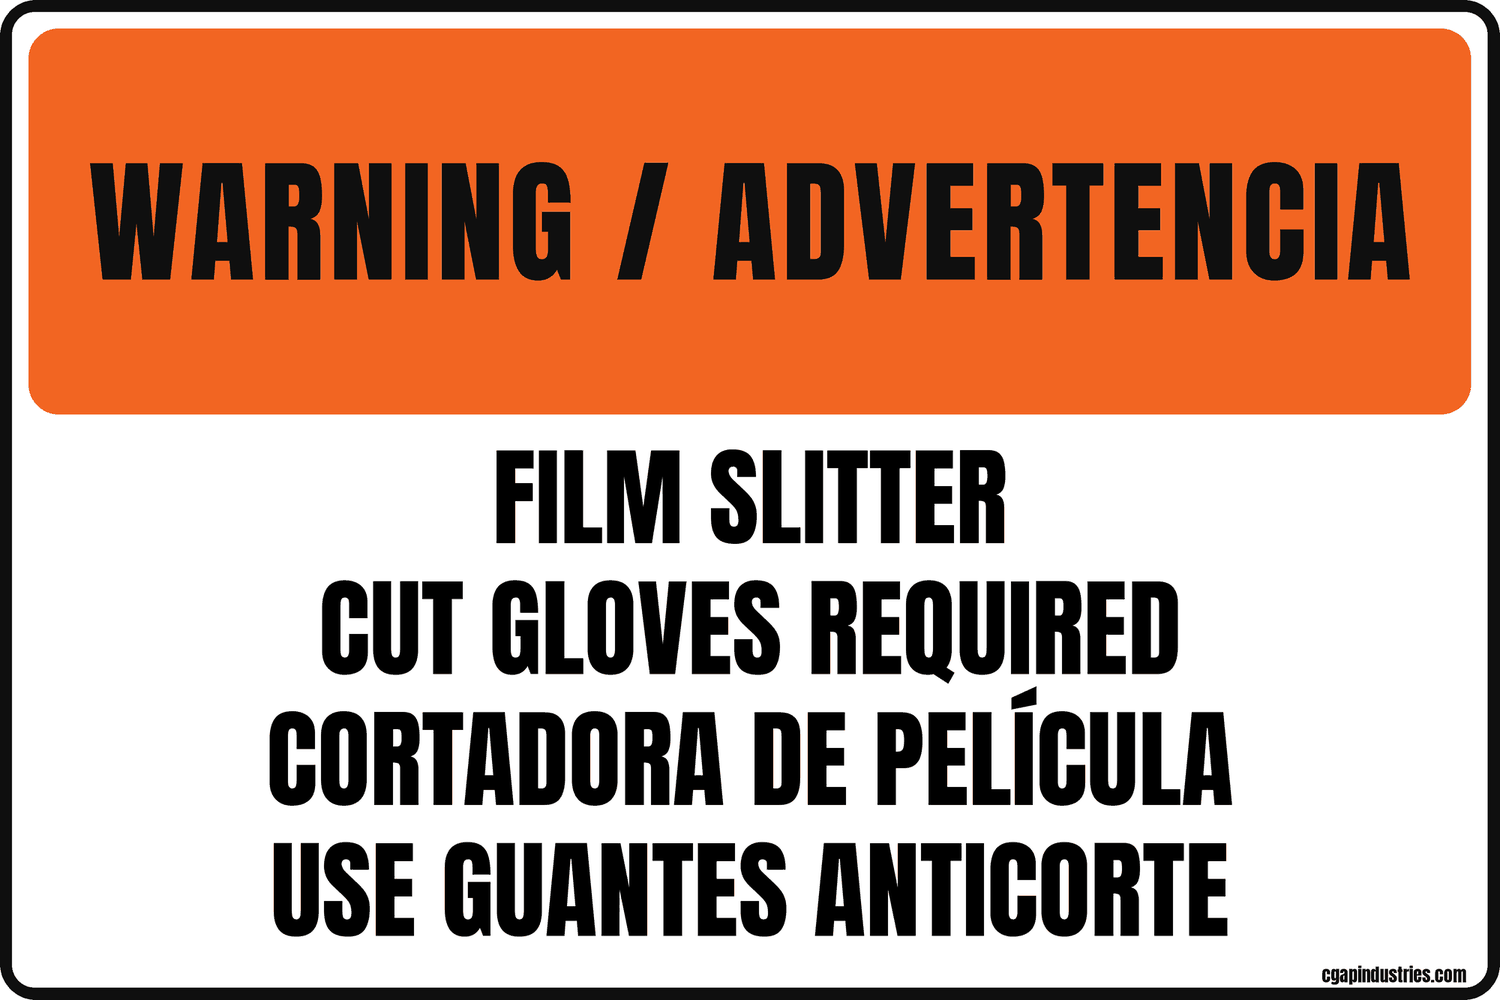 WARNING / ADVERTENCIA
FILM SLITTER
CUT GLOVES REQUIRED
CORTADORA DE PELÍCULA
USE GUANTES ANTICORTE
cgapindustries.com